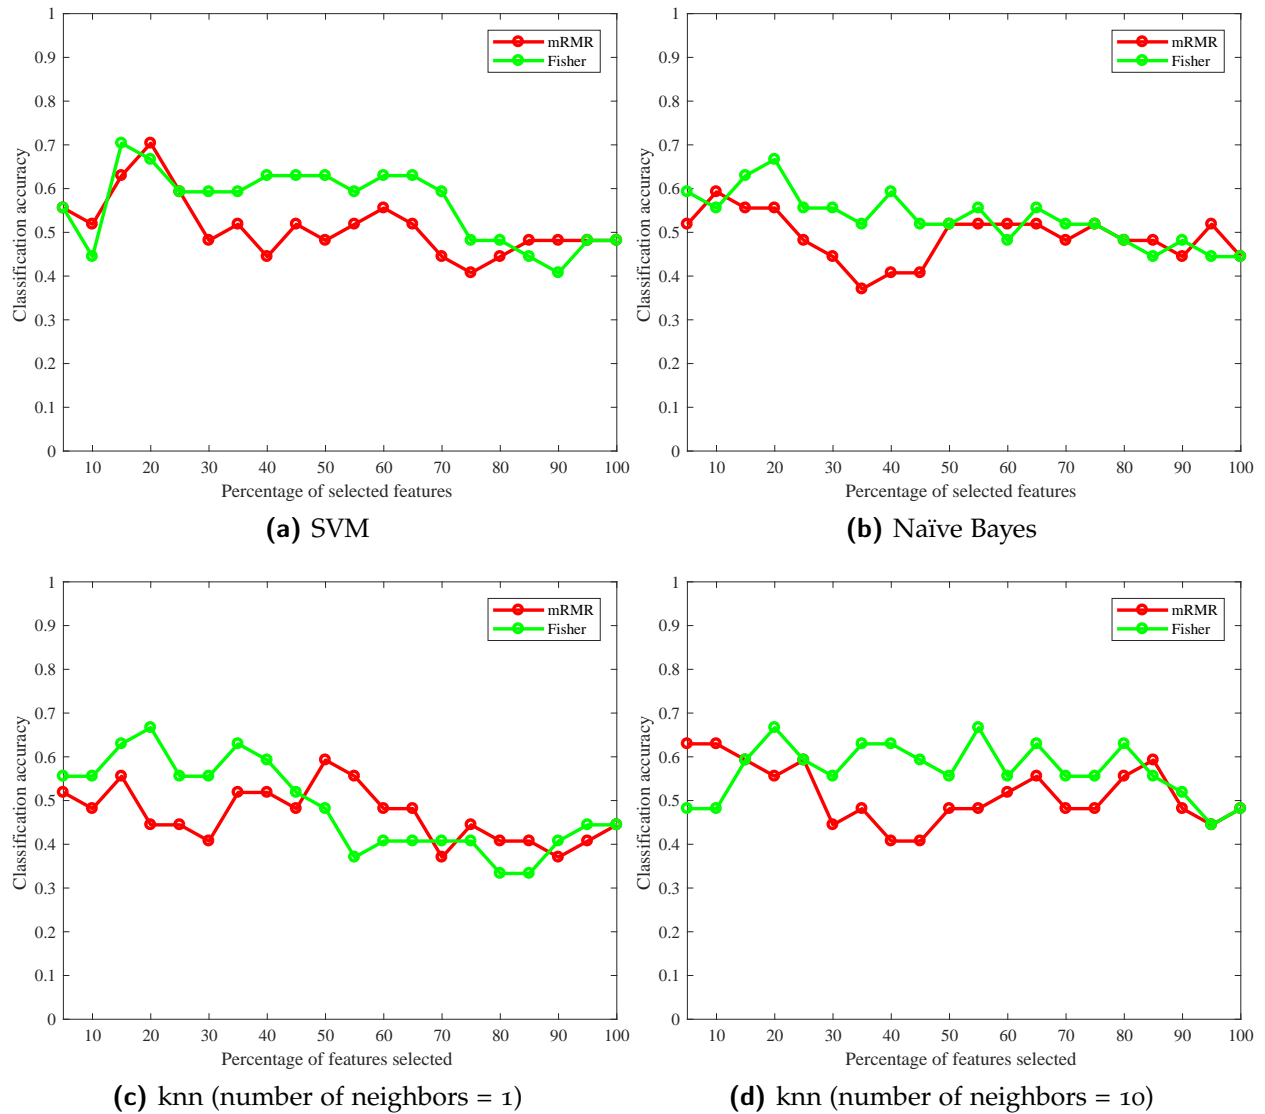 1
0.9
0.8
0.7
0.6
0.5
0.4
0.3
0.2
0.1
0
Classification accuracy
mRMR
Fisher
10 20 30 40 50 60 70 80 90 100
Percentage of selected features
(a) SVM
1
0.9
0.8
0.7
0.6
0.5
0.4
0.3
0.2
0.1
0
Classification accuracy
mRMR
Fisher
10 20 30 40 50 60 70 80 90 100
Percentage of selected features
(b) Naïve Bayes
1
0.9
0.8
0.7
0.6
0.5
0.4
0.3
0.2
0.1
0
Classification accuracy
mRMR
Fisher
10 20 30 40 50 60 70 80 90 100
Percentage of features selected
(c) knn (number of neighbors = 1)
1
0.9
0.8
0.7
0.6
0.5
0.4
0.3
0.2
0.1
0
Classification accuracy
mRMR
Fisher
10 20 30 40 50 60 70 80 90 100
Percentage of features selected
(d) knn (number of neighbors = 10)